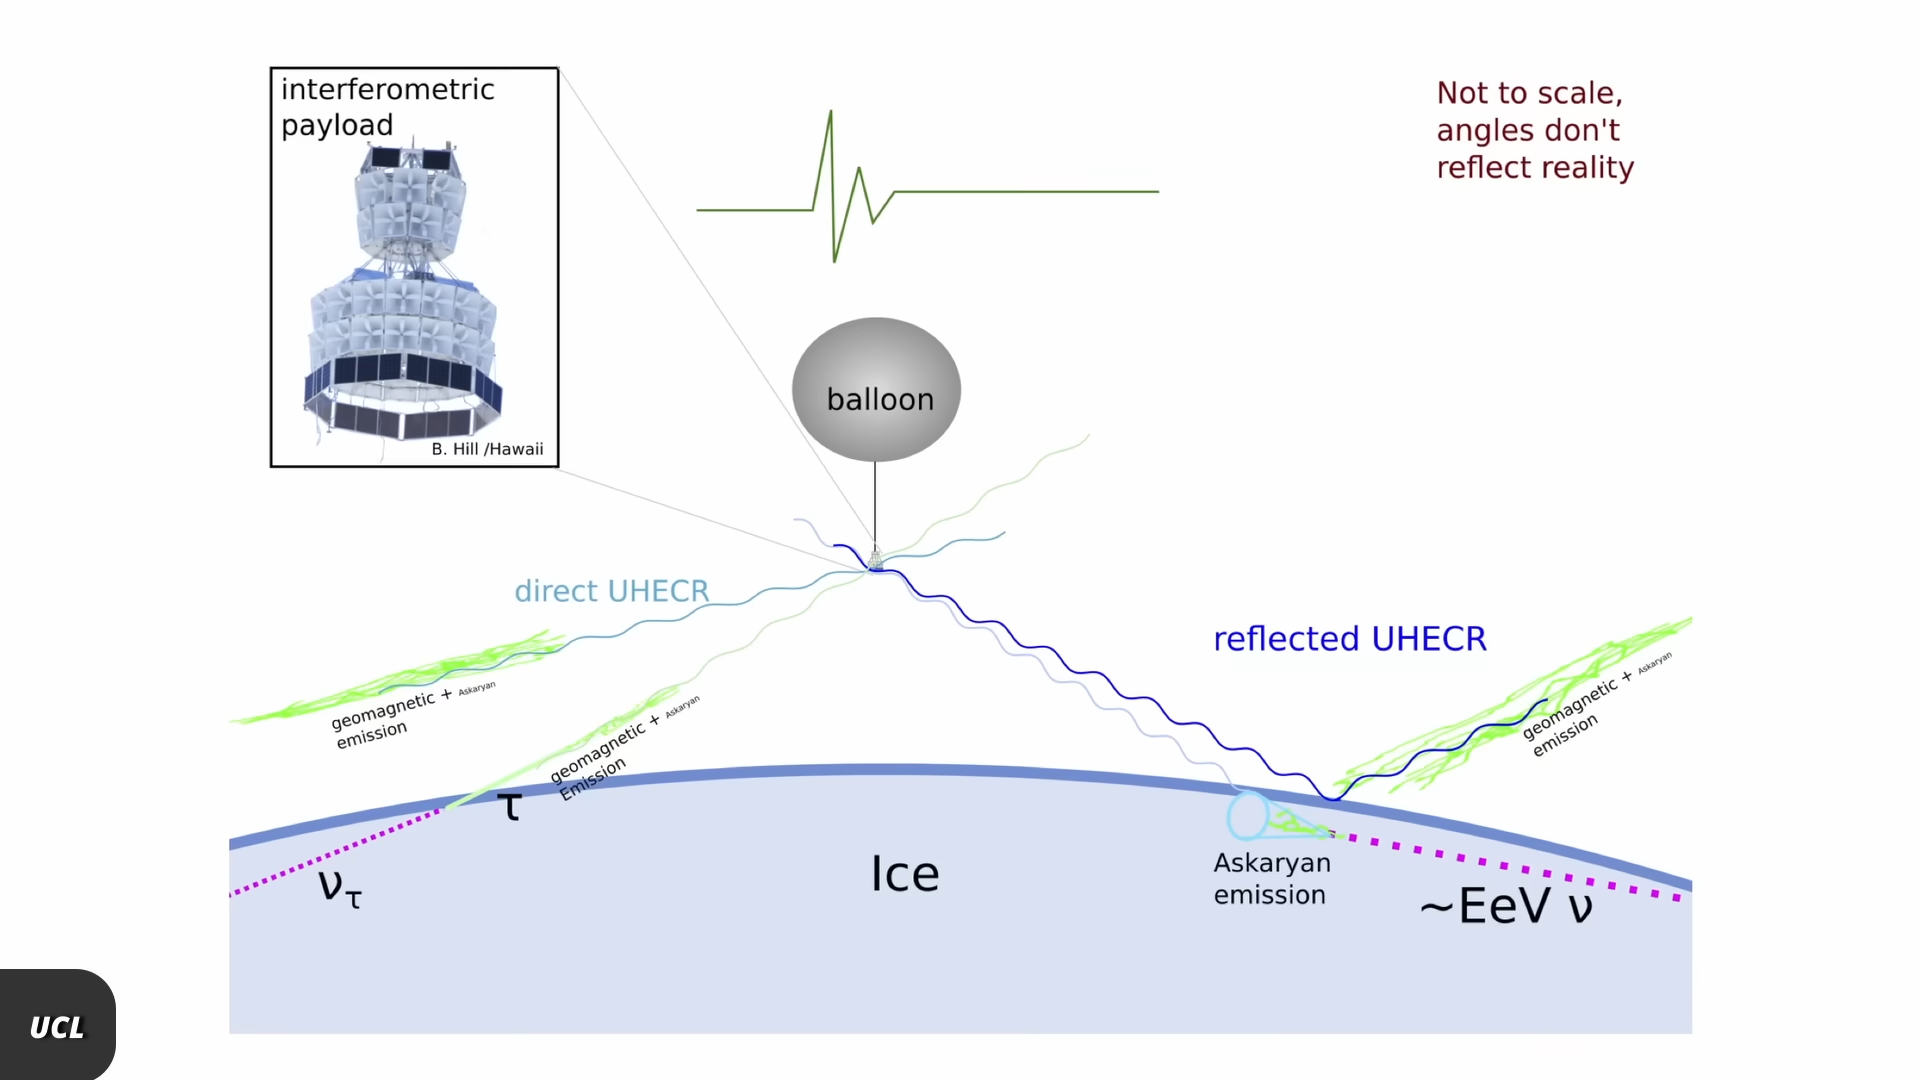 interferometric
payload
B. Hill /Hawaii
Not to scale,
angles don't
reflect reality
balloon
direct UHECR
reflected UHECR
geomagnetic + Askaryan
emission
geomagnetic + Askaryan
Emission
geomagnetic + Askaryan
emission
τ
ντ
Ice
Askaryan
emission
~EeV ν
UCL